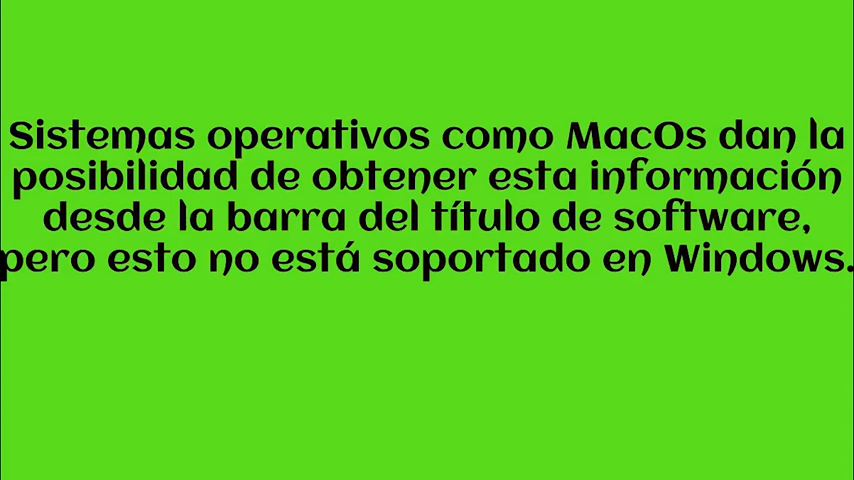 Sistemas operativos como MacOs dan la
posibilidad de obtener esta información
desde la barra del título de software,
pero esto no está soportado en Windows.